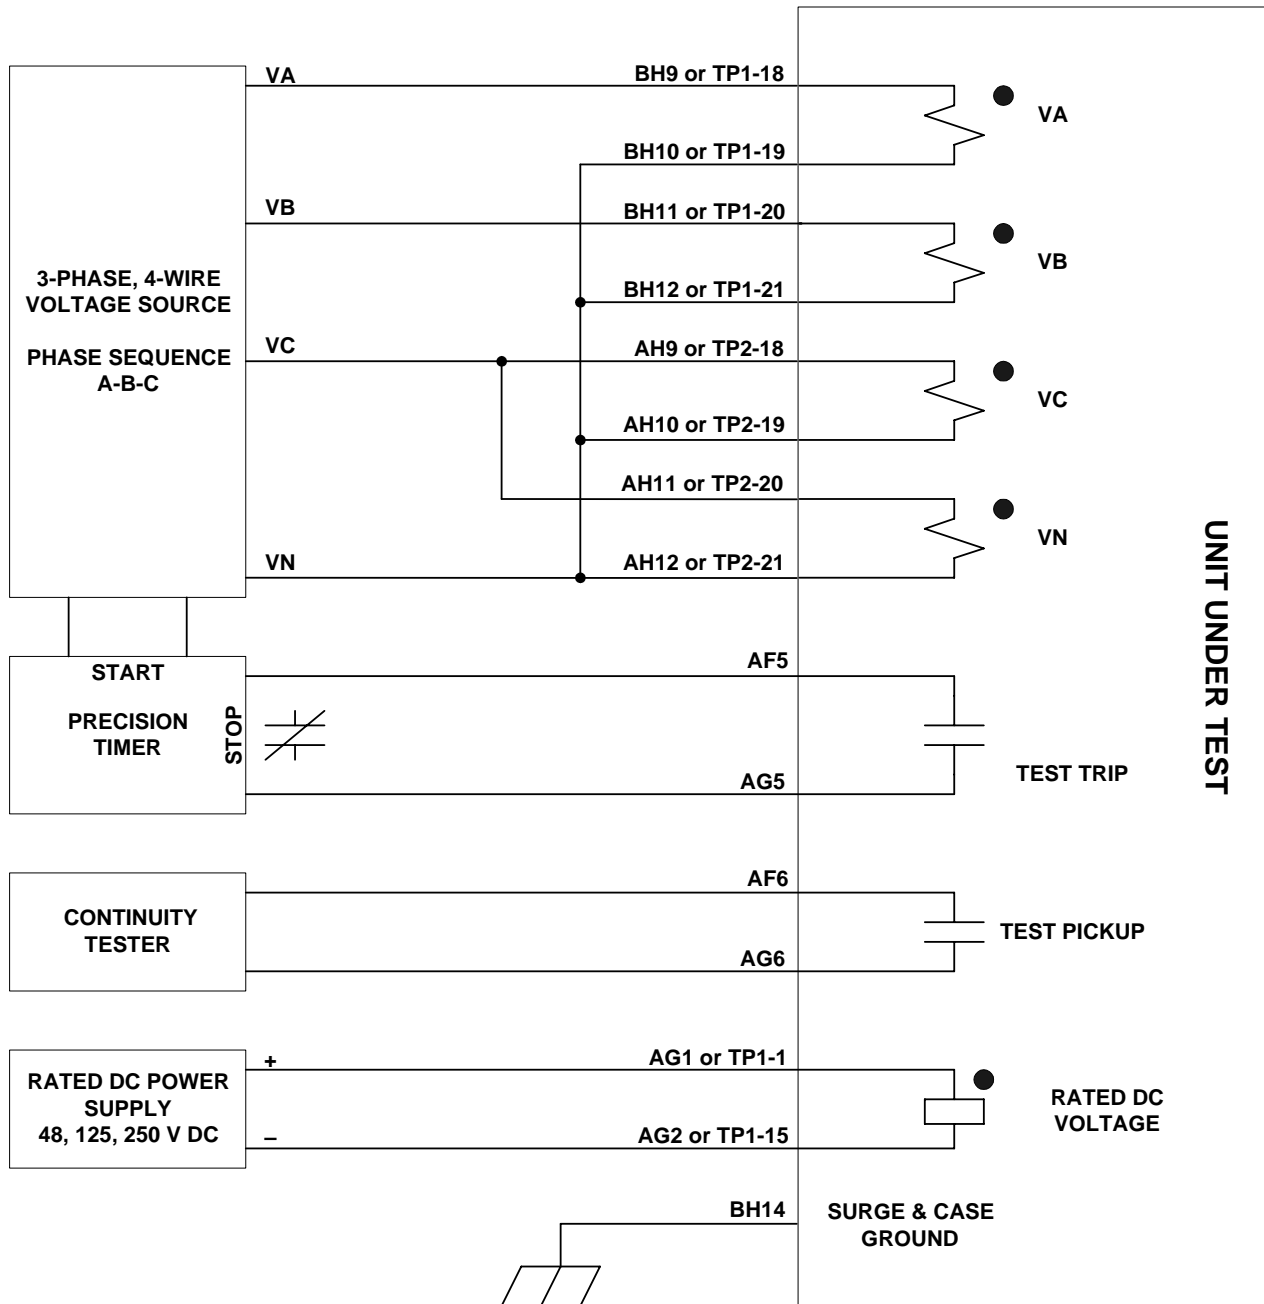 VA
BH9 or TP1-18
VA
BH10 or TP1-19
VB
BH11 or TP1-20
VB
3-PHASE, 4-WIRE
VOLTAGE SOURCE
PHASE SEQUENCE
A-B-C
BH12 or TP1-21
VC
AH9 or TP2-18
VC
AH10 or TP2-19
AH11 or TP2-20
VN
VN
AH12 or TP2-21
UNIT UNDER TEST
START
PRECISION
TIMER
STOP
AF5
AG5
TEST TRIP
CONTINUITY
TESTER
AF6
AG6
TEST PICKUP
RATED DC POWER
SUPPLY
48, 125, 250 V DC
+
–
AG1 or TP1-1
AG2 or TP1-15
RATED DC
VOLTAGE
BH14
SURGE & CASE
GROUND